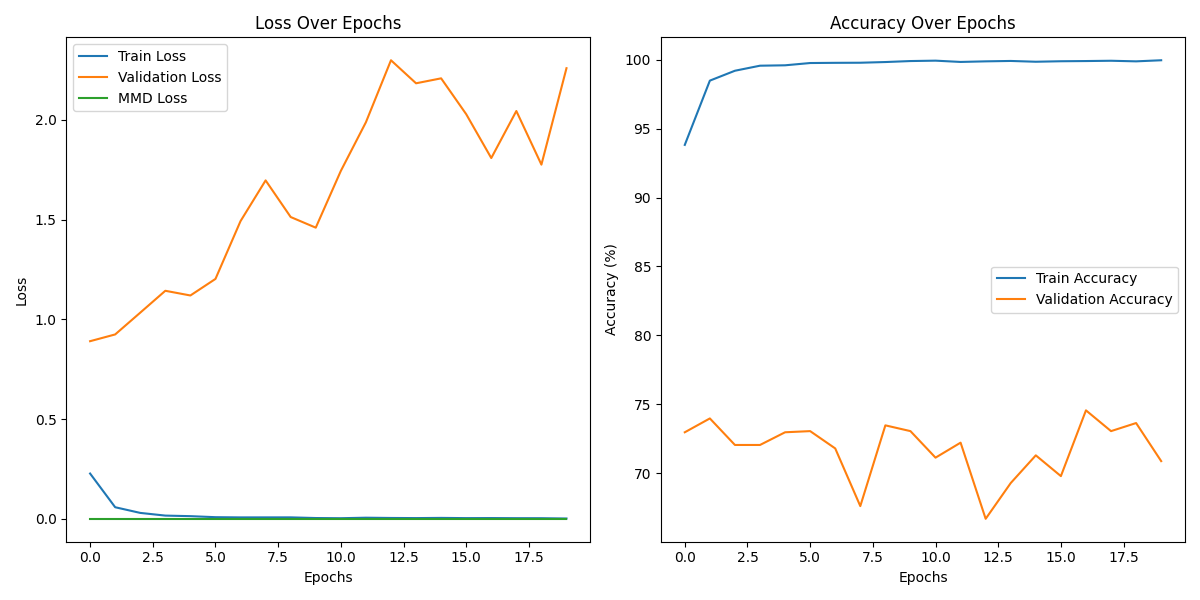 Loss Over Epochs
Train Loss
Validation Loss
MMD Loss
2.0
1.5
1.0
0.5
0.0
Loss
0.0 2.5 5.0 7.5 10.0 12.5 15.0 17.5
Epochs
Accuracy Over Epochs
100
95
90
85
80
75
70
Accuracy (%)
Train Accuracy
Validation Accuracy
0.0 2.5 5.0 7.5 10.0 12.5 15.0 17.5
Epochs